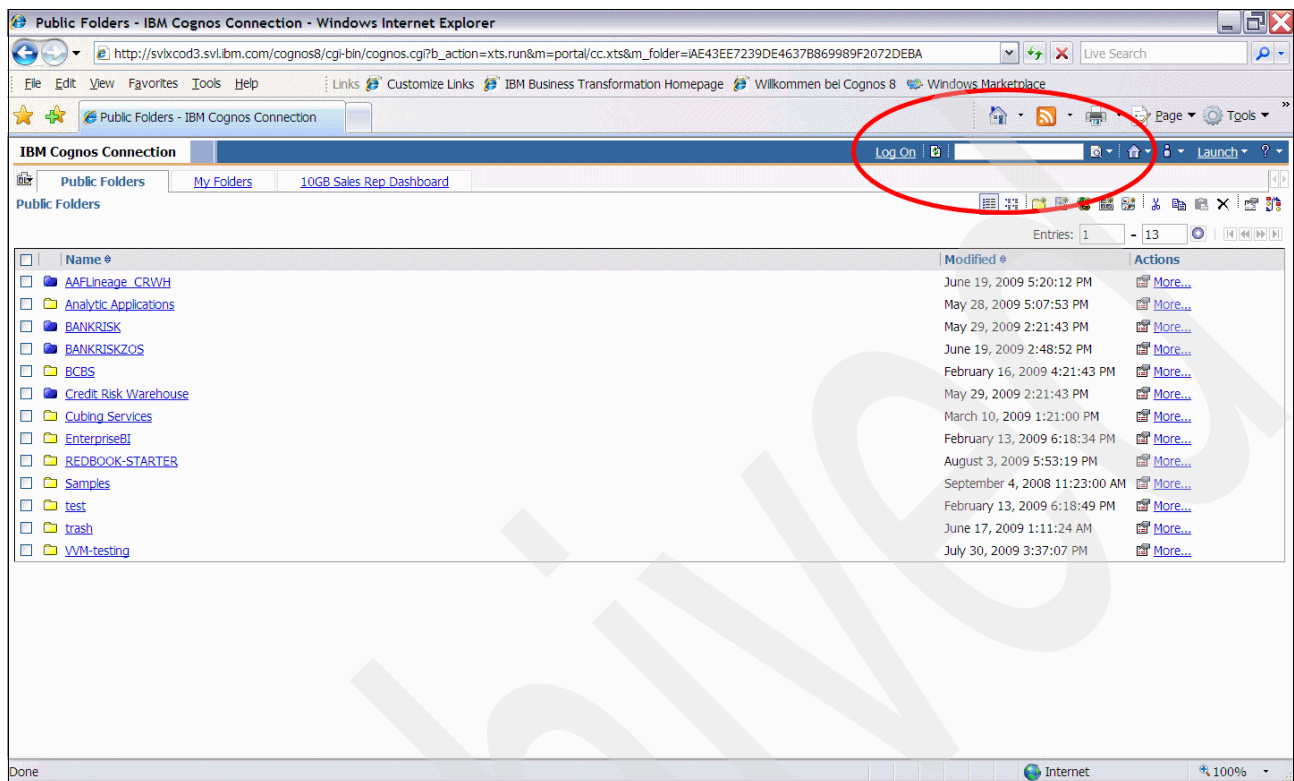 Public Folders - IBM Cognos Connection - Windows Internet Explorer
http://svlxcod3.svl.ibm.com/cognos8/cgi-bin/cognos.cgi?b_action=xts.run&m=portal/cc.xts&m_folder=iAE43EE7239DE4637B869989F2072DEBA Live Search
File Edit View Favorites Tools Help Links Customize Links IBM Business Transformation Homepage Willkommen bei Cognos 8 Windows Marketplace
Public Folders - IBM Cognos Connection Page Tools »
IBM Cognos Connection Log On Launch ?
Public Folders My Folders 10GB Sales Rep Dashboard
Public Folders
Entries: 1 - 13
Name Modified Actions
AAFLineage_CRWH June 19, 2009 5:20:12 PM More...
Analytic Applications May 28, 2009 5:07:53 PM More...
BANKRISK May 29, 2009 2:21:43 PM More...
BANKRISKZOS June 19, 2009 2:48:52 PM More...
BCBS February 16, 2009 4:21:43 PM More...
Credit Risk Warehouse May 29, 2009 2:21:43 PM More...
Cubing Services March 10, 2009 1:21:00 PM More...
EnterpriseBI February 13, 2009 6:18:34 PM More...
REDBOOK-STARTER August 3, 2009 5:53:19 PM More...
Samples September 4, 2008 11:23:00 AM More...
test February 13, 2009 6:18:49 PM More...
trash June 17, 2009 1:11:24 AM More...
VVM-testing July 30, 2009 3:37:07 PM More...
Done Internet 100%